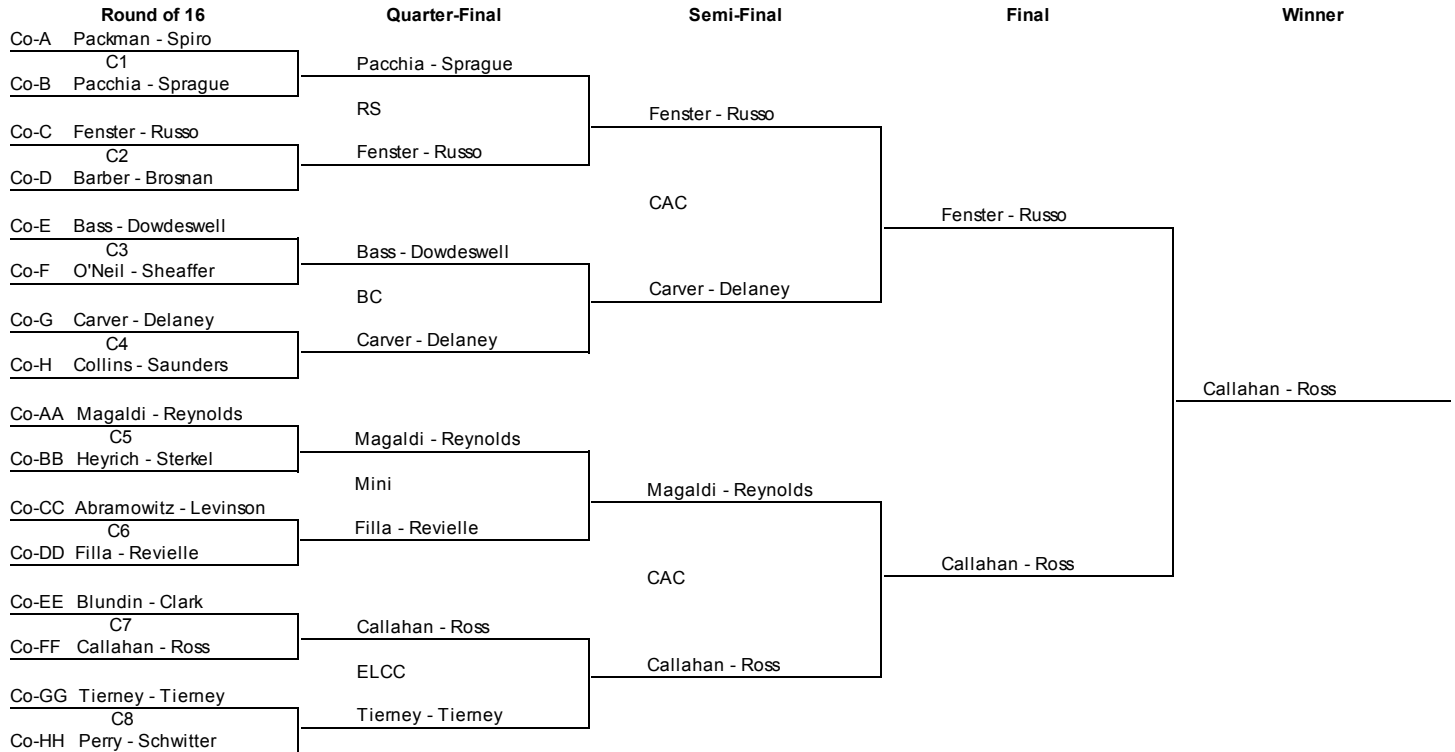 Round of 16 Quarter-Final Semi-Final Final Winner
Co-A Packman - Spiro
C1
Co-B Pacchia - Sprague
Co-C Fenster - Russo
C2
Co-D Barber - Brosnan
Co-E Bass - Dowdeswell
C3
Co-F O'Neil - Sheaffer
Co-G Carver - Delaney
C4
Co-H Collins - Saunders
Co-AA Magaldi - Reynolds
C5
Co-BB Heyrich - Sterkel
Co-CC Abramowitz - Levinson
C6
Co-DD Filla - Revielle
Co-EE Blundin - Clark
C7
Co-FF Callahan - Ross
Co-GG Tierney - Tierney
C8
Co-HH Perry - Schwitter
Pacchia - Sprague
RS
Fenster - Russo
Bass - Dowdeswell
BC
Carver - Delaney
Magaldi - Reynolds
Mini
Filla - Revielle
Callahan - Ross
ELCC
Tierney - Tierney
Fenster - Russo
CAC
Carver - Delaney
Magaldi - Reynolds
CAC
Callahan - Ross
Fenster - Russo
Callahan - Ross
Callahan - Ross